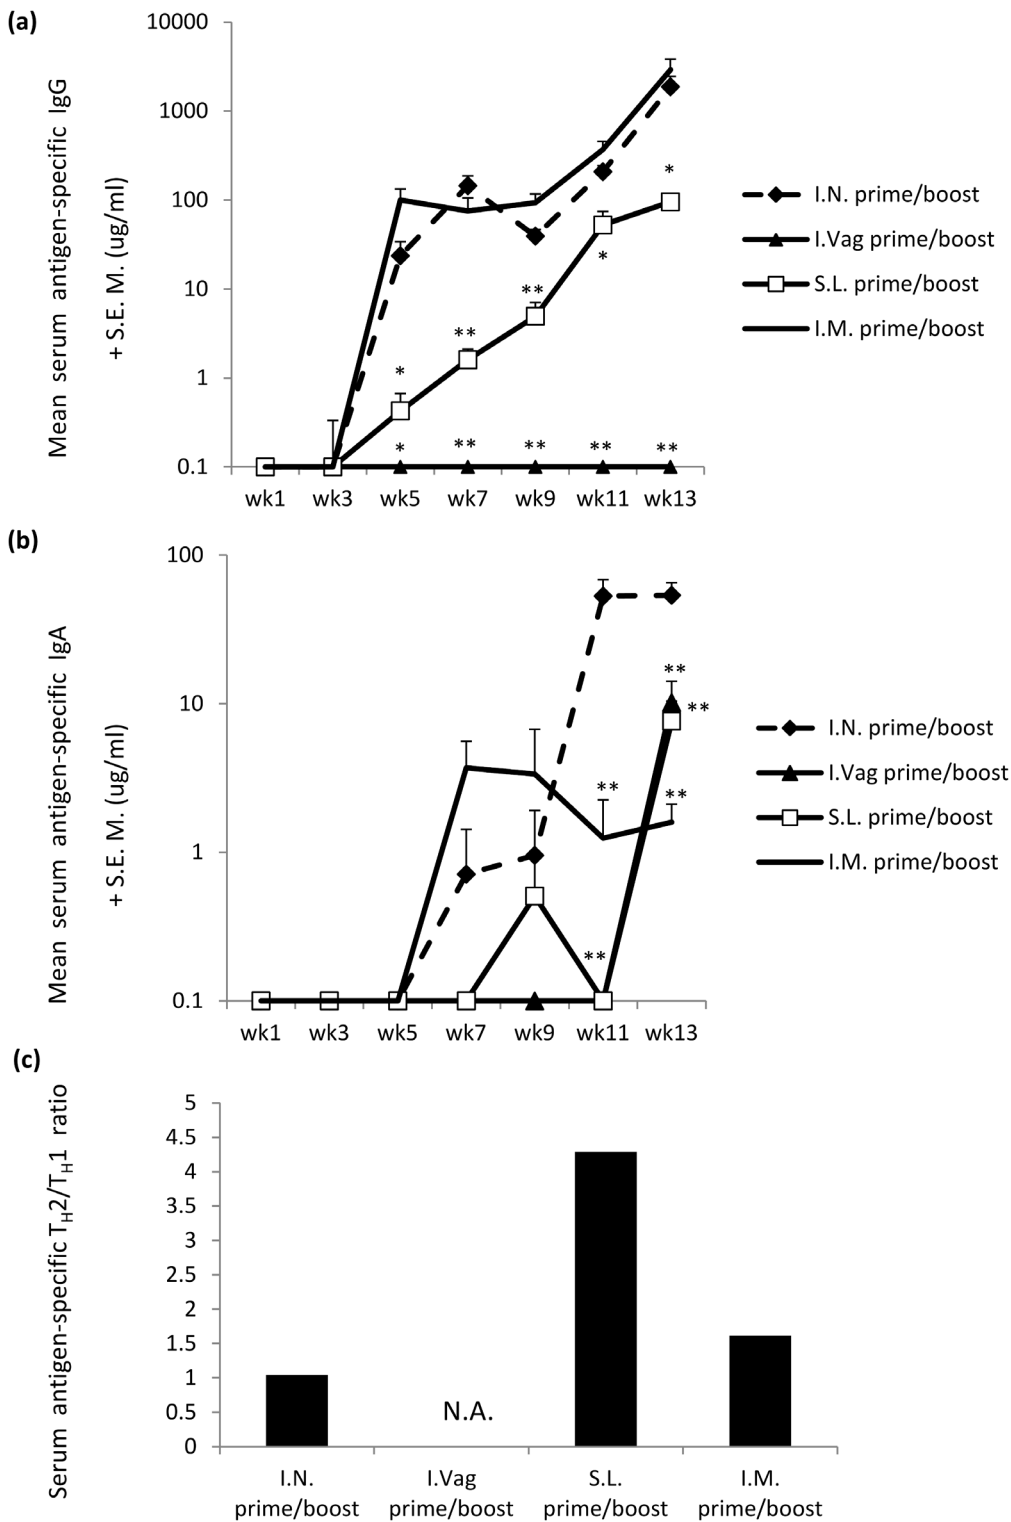 (a)
Mean serum antigen-specific IgG
+ S.E. M. (ug/ml)
10000
1000
100
10
1
0.1
* ** ** * *
* ** ** ** **
wk1 wk3 wk5 wk7 wk9 wk11 wk13
I.N. prime/boost
I.Vag prime/boost
S.L. prime/boost
I.M. prime/boost
(b)
Mean serum antigen-specific IgA
+ S.E. M. (ug/ml)
100
10
1
0.1
**
**
** **
**
wk1 wk3 wk5 wk7 wk9 wk11 wk13
I.N. prime/boost
I.Vag prime/boost
S.L. prime/boost
I.M. prime/boost
(c)
Serum antigen-specific TH2/TH1 ratio
5
4.5
4
3.5
3
2.5
2
1.5
1
0.5
0
N.A.
I.N. prime/boost
I.Vag prime/boost
S.L. prime/boost
I.M. prime/boost